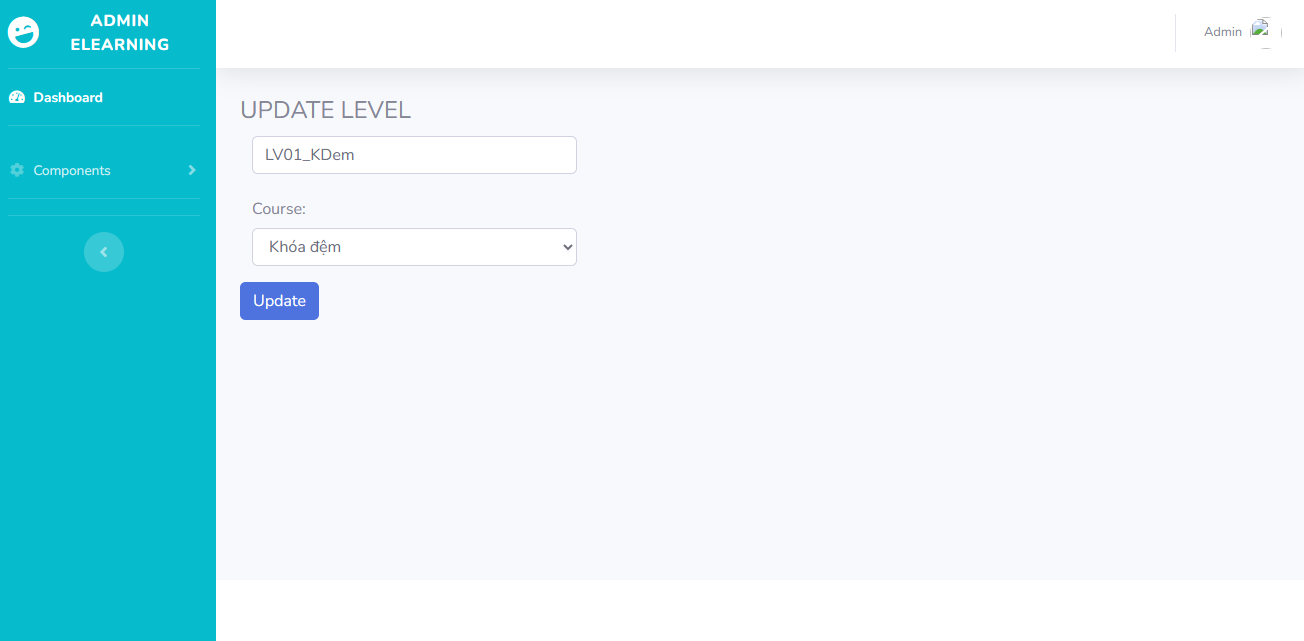 ADMIN
ELEARNING
Admin
Dashboard
Components
UPDATE LEVEL
LV01_KDem
Course:
Khóa đệm
Update